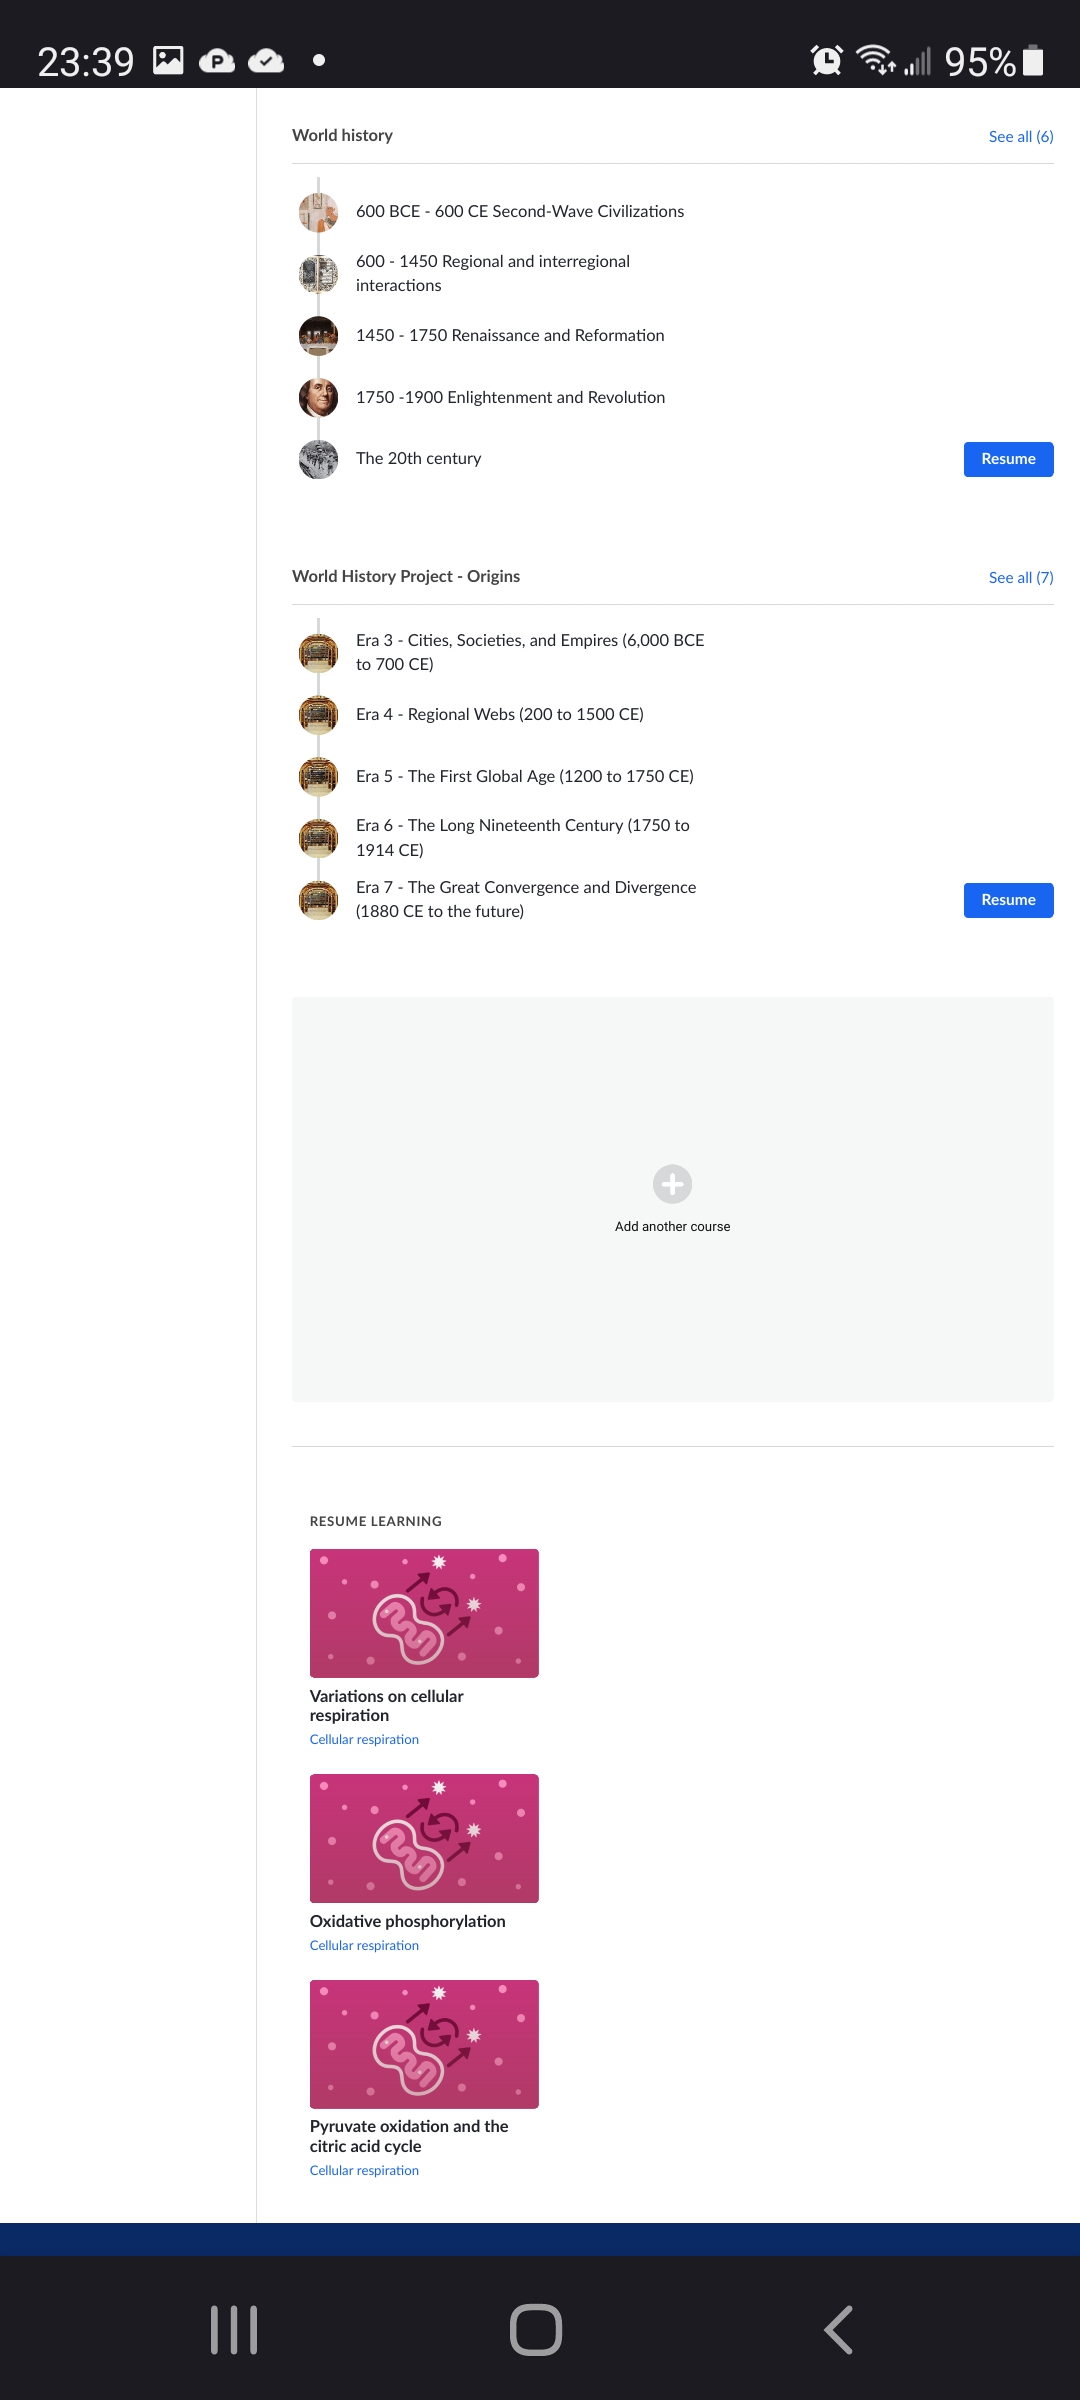 23:39
P
95%
World history
See all (6)
600 BCE - 600 CE Second-Wave Civilizations
600 - 1450 Regional and interregional
interactions
1450 - 1750 Renaissance and Reformation
1750 -1900 Enlightenment and Revolution
The 20th century
Resume
World History Project - Origins
See all (7)
Era 3 - Cities, Societies, and Empires (6,000 BCE
to 700 CE)
Era 4 - Regional Webs (200 to 1500 CE)
Era 5 - The First Global Age (1200 to 1750 CE)
Era 6 - The Long Nineteenth Century (1750 to
1914 CE)
Era 7 - The Great Convergence and Divergence
(1880 CE to the future)
Resume
Add another course
RESUME LEARNING
Variations on cellular
respiration
Cellular respiration
Oxidative phosphorylation
Cellular respiration
Pyruvate oxidation and the
citric acid cycle
Cellular respiration